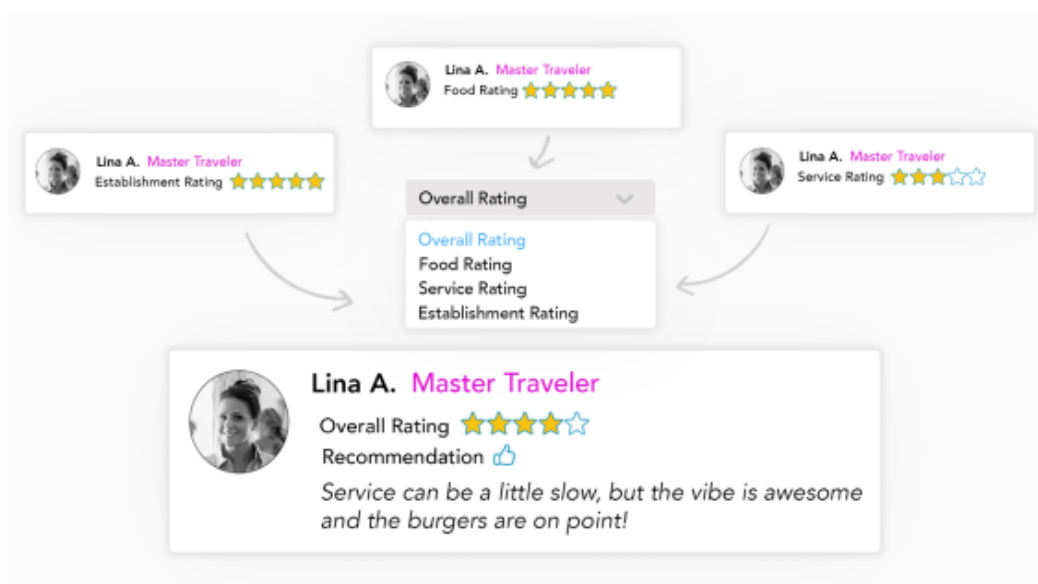 Lina A. Master Traveler
Food Rating
Lina A. Master Traveler
Establishment Rating
Lina A. Master Traveler
Service Rating
Overall Rating
Overall Rating
Food Rating
Service Rating
Establishment Rating
Lina A. Master Traveler
Overall Rating
Recommendation
Service can be a little slow, but the vibe is awesome
and the burgers are on point!